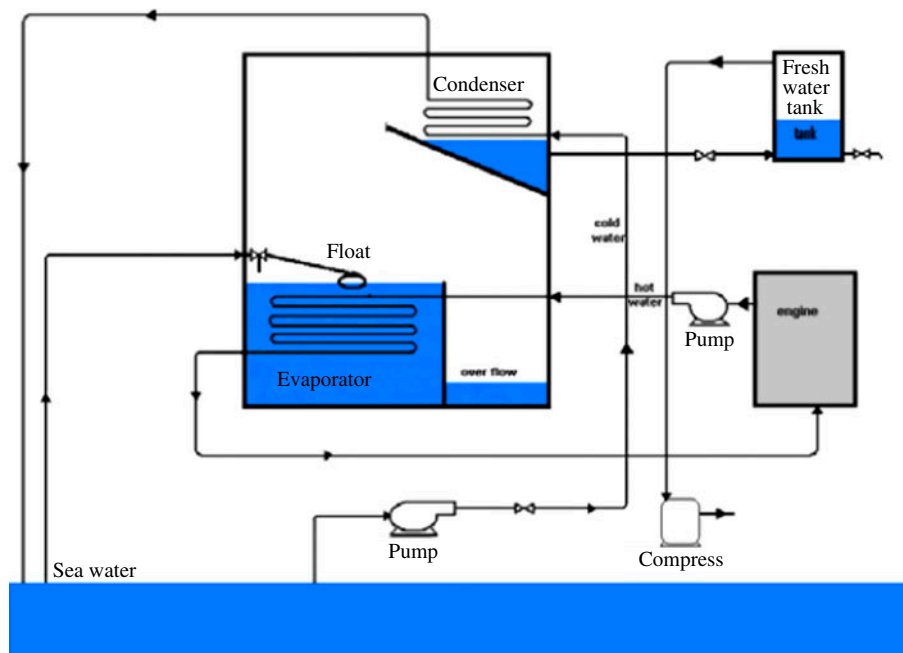 Condenser
Fresh
water
tank
tank
cold
water
Float
hot
water
engine
Pump
over flow
Evaporator
Pump
Compress
Sea water